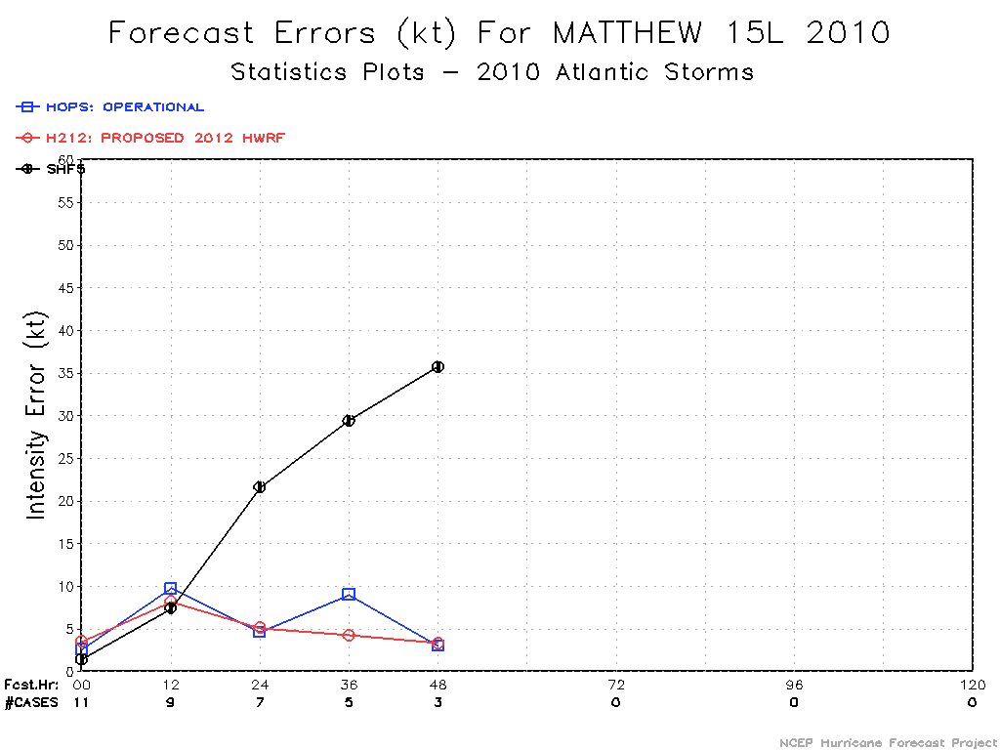 Forecast Errors (kt) For MATTHEW 15L 2010
Statistics Plots - 2010 Atlantic Storms
HOPS: OPERATIONAL
H212: PROPOSED 2012 HWRF
SHF5
60
55
50
45
40
35
30
25
20
15
10
5
0
Intensity Error (kt)
Fcst.Hr: 00 12 24 36 48 72 96 120
#CASES 11 9 7 5 3 0 0 0
NCEP Hurricane Forecast Project